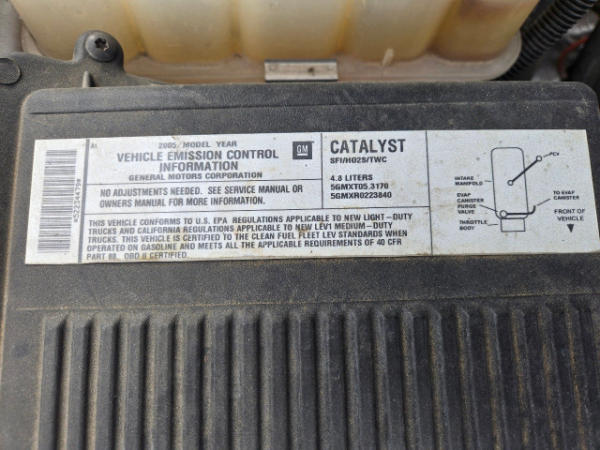 2005 MODEL YEAR
VEHICLE EMISSION CONTROL
INFORMATION
GENERAL MOTORS CORPORATION
GM
NO ADJUSTMENTS NEEDED. SEE SERVICE MANUAL OR
OWNERS MANUAL FOR MORE INFORMATION.
THIS VEHICLE CONFORMS TO U.S. EPA REGULATIONS APPLICABLE TO NEW LIGHT-DUTY
TRUCKS AND CALIFORNIA REGULATIONS APPLICABLE TO NEW LEV1 MEDIUM-DUTY
TRUCKS. THIS VEHICLE IS CERTIFIED TO THE CLEAN FUEL FLEET LEV STANDARDS WHEN
OPERATED ON GASOLINE AND MEETS ALL THE APPLICABLE REQUIREMENTS OF 40 CFR
PART 88. OBD II CERTIFIED.
CATALYST
SFI/HO2S/TWC
4.8 LITERS
5GMXT05.3170
5GMXR0223840
PCV
INTAKE
MANIFOLD
EVAP
CANISTER
PURGE
VALVE
THROTTLE
BODY
TO EVAP
CANISTER
FRONT OF
VEHICLE